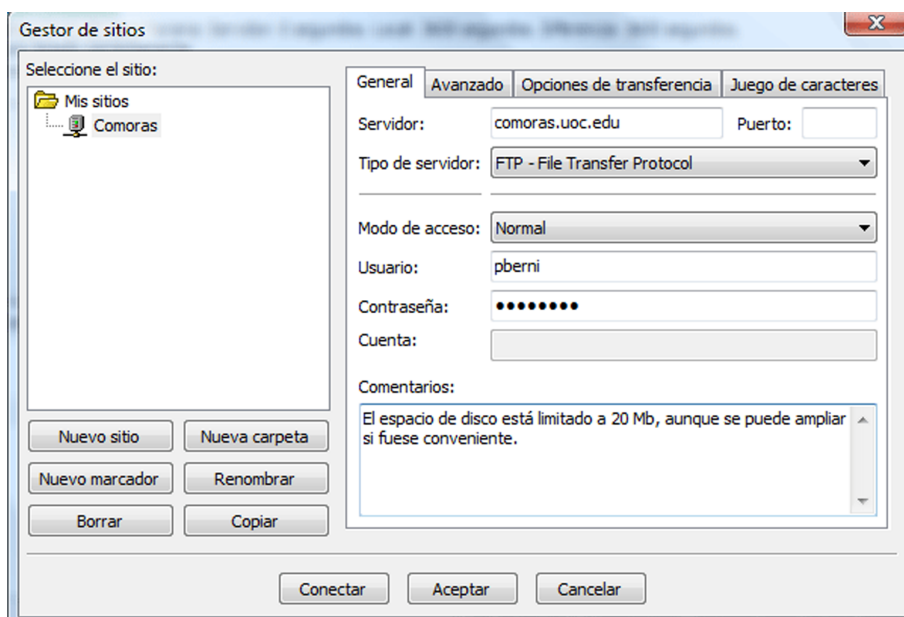 Gestor de sitios
Seleccione el sitio:
Mis sitios
Comoras
Nuevo sitio
Nueva carpeta
Nuevo marcador
Renombrar
Borrar
Copiar
General
Avanzado
Opciones de transferencia
Juego de caracteres
Servidor:
comoras.uoc.edu
Puerto:
Tipo de servidor:
FTP - File Transfer Protocol
Modo de acceso:
Normal
Usuario:
pberni
Contraseña:
●●●●●●●●
Cuenta:
Comentarios:
El espacio de disco está limitado a 20 Mb, aunque se puede ampliar
si fuese conveniente.
Conectar
Aceptar
Cancelar